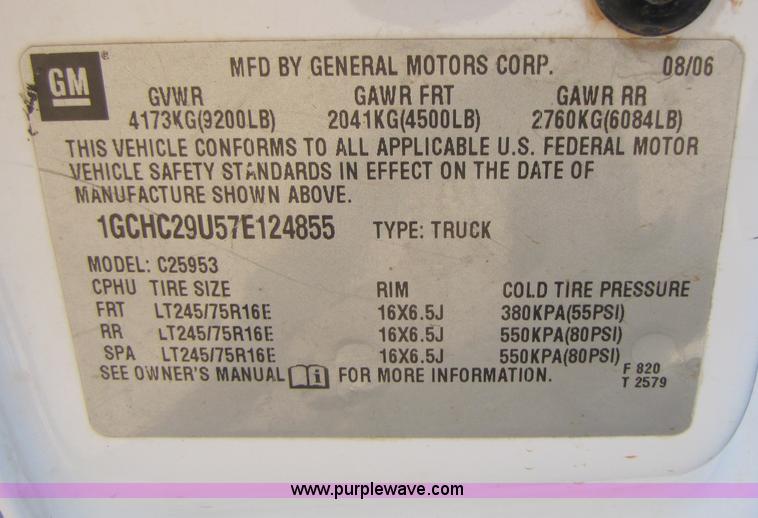 GM® MFD BY GENERAL MOTORS CORP. 08/06
GVWR GAWR FRT GAWR RR
4173KG(9200LB) 2041KG(4500LB) 2760KG(6084LB)
THIS VEHICLE CONFORMS TO ALL APPLICABLE U.S. FEDERAL MOTOR
VEHICLE SAFETY STANDARDS IN EFFECT ON THE DATE OF
MANUFACTURE SHOWN ABOVE.
1GCHC29U57E124855 TYPE: TRUCK
MODEL: C25953
CPHU TIRE SIZE RIM COLD TIRE PRESSURE
FRT LT245/75R16E 16X6.5J 380KPA(55PSI)
RR LT245/75R16E 16X6.5J 550KPA(80PSI)
SPA LT245/75R16E 16X6.5J 550KPA(80PSI)
SEE OWNER'S MANUAL i FOR MORE INFORMATION. F 820
T 2579
www.purplewave.com